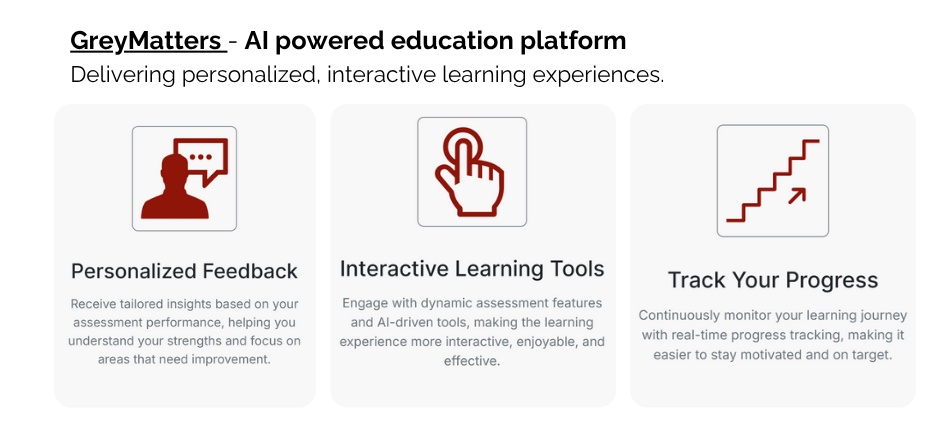 GreyMatters - AI powered education platform
Delivering personalized, interactive learning experiences.
Personalized Feedback
Receive tailored insights based on your
assessment performance, helping you
understand your strengths and focus on
areas that need improvement.
Interactive Learning Tools
Engage with dynamic assessment features
and AI-driven tools, making the learning
experience more interactive, enjoyable, and
effective.
Track Your Progress
Continuously monitor your learning journey
with real-time progress tracking, making it
easier to stay motivated and on target.